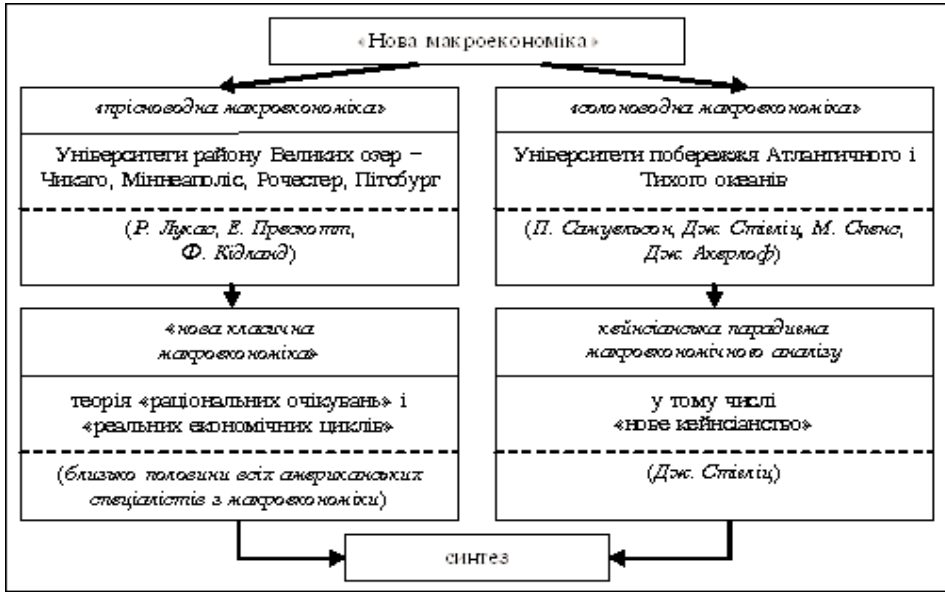 «Нова макроекономіка»
«прісноводна макроекономіка»
Університети району Великих озер –
Чикаго, Міннеаполіс, Рочестер, Пітсбург
(Р. Лукас, Е. Прескотт,
Ф. Кідланд)
«нова класична
макроекономіка»
теорія «раціональних очікувань» і
«реальних економічних циклів»
(близько половини всіх американських
спеціалістів з макроекономіки)
«солоноводна макроекономіка»
Університети побережжя Атлантичного і
Тихого океанів
(П. Самуельсон, Дж. Стігліц, М. Спенс,
Дж. Акерлоф)
кейнсіанська парадигма
макроекономічного аналізу
у тому числі
«нове кейнсіанство»
(Дж. Стігліц)
синтез